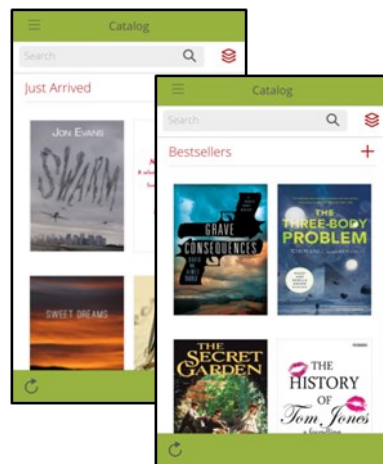 Catalog
Search
Just Arrived
JON EVANS
SWARM
SWEET DREAMS
Catalog
Search
Bestsellers
GRAVE
CONSEQUENCES
THE
THREE-BODY
PROBLEM
THE
SECRET
GARDEN
THE
HISTORY
OF
Tom Jones
a foundling